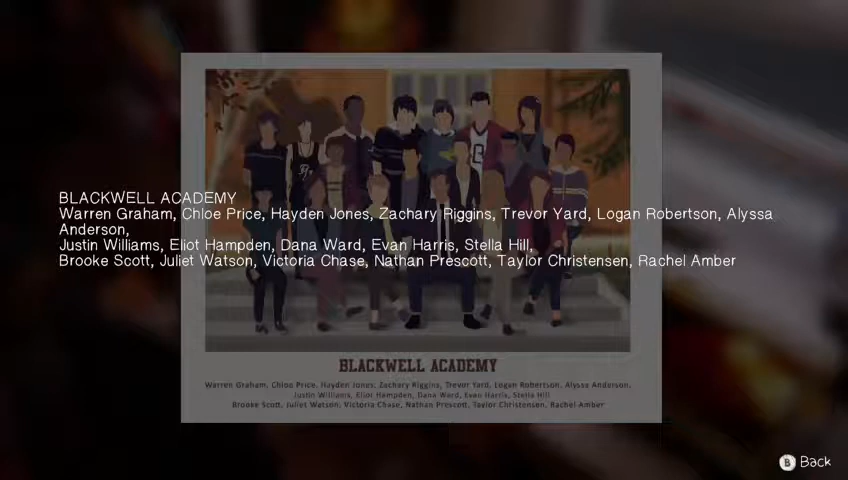 BLACKWELL ACADEMY
Warren Graham, Chloe Price, Hayden Jones, Zachary Riggins, Trevor Yard, Logan Robertson, Alyssa
Anderson,
Justin Williams, Eliot Hampden, Dana Ward, Evan Harris, Stella Hill,
Brooke Scott, Juliet Watson, Victoria Chase, Nathan Prescott, Taylor Christensen, Rachel Amber
BLACKWELL ACADEMY
Warren Graham, Chloe Price, Hayden Jones, Zachary Riggins, Trevor Yard, Logan Robertson, Alyssa Anderson,
Justin Williams, Eliot Hampden, Dana Ward, Evan Harris, Stella Hill
Brooke Scott, Juliet Watson, Victoria Chase, Nathan Prescott, Taylor Christensen, Rachel Amber
B Back